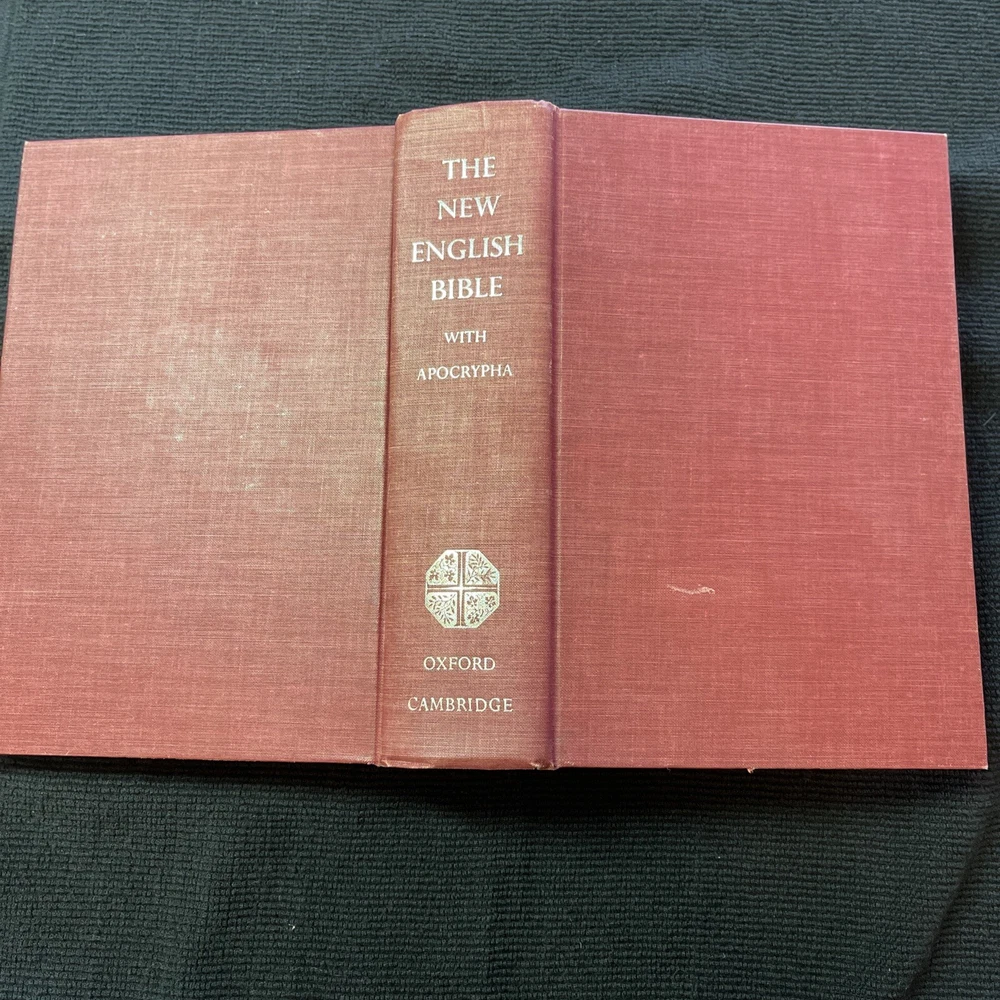 THE
NEW
ENGLISH
BIBLE
WITH
APOCRYPHA
OXFORD
CAMBRIDGE